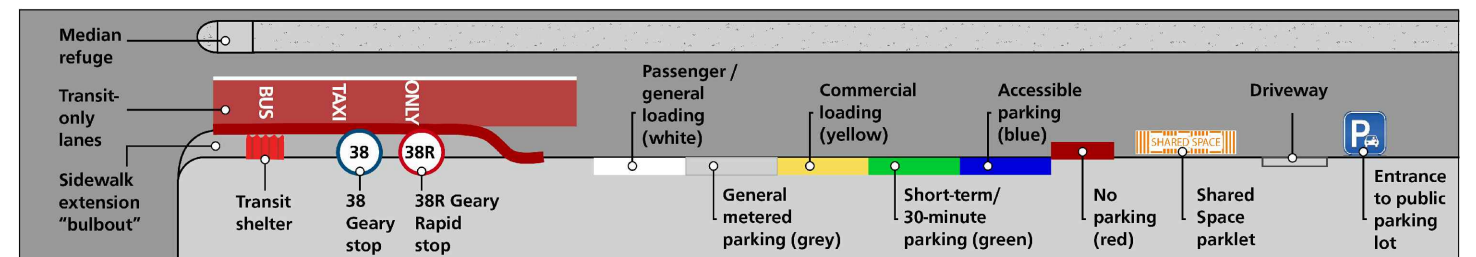 Median
refuge
Transit-
only
lanes
Sidewalk
extension
“bulbout”
BUS
TAXI
ONLY
Transit
shelter
38
38
Geary
stop
38R
38R Geary
Rapid
stop
Passenger /
general
loading
(white)
General
metered
parking (grey)
Commercial
loading
(yellow)
Short-term/
30-minute
parking (green)
Accessible
parking
(blue)
No
parking
(red)
SHARED SPACE
Shared
Space
parklet
Driveway
P
Entrance
to public
parking
lot